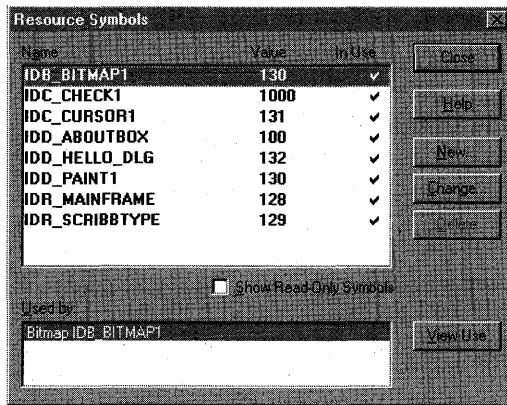 Resource Symbols
Name Value In Use
IDB_BITMAP1 130 ✓
IDC_CHECK1 1000 ✓
IDC_CURSOR1 131 ✓
IDD_ABOUTBOX 100 ✓
IDD_HELLO_DLG 132 ✓
IDD_PAINT1 130 ✓
IDR_MAINFRAME 128 ✓
IDR_SCRIBBTYPE 129 ✓
Close
Help
New...
Change...
Delete
Show Read-Only Symbols
Used by:
Bitmap IDB_BITMAP1
View Use